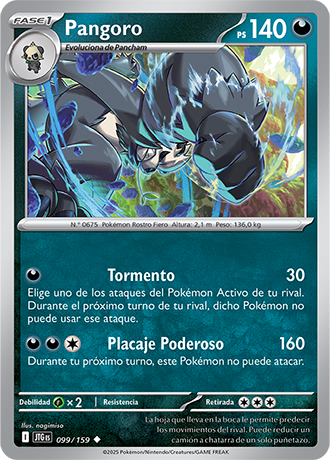 FASE 1 Pangoro PS 140
Evoluciona de Pancham
N.º 0675 Pokémon Rostro Fiero Altura: 2,1 m Peso: 136,0 kg
Tormento 30
Elige uno de los ataques del Pokémon Activo de tu rival.
Durante el próximo turno de tu rival, dicho Pokémon no
puede usar ese ataque.
Placaje Poderoso 160
Durante tu próximo turno, este Pokémon no puede atacar.
Debilidad ×2 Resistencia Retirada
Ilus. nagimiso
La hoja que lleva en la boca le permite predecir
los movimientos del rival. Puede reducir un
camión a chatarra de un solo puñetazo.
I JTG ES 099/159
©2025 Pokémon/Nintendo/Creatures/GAME FREAK